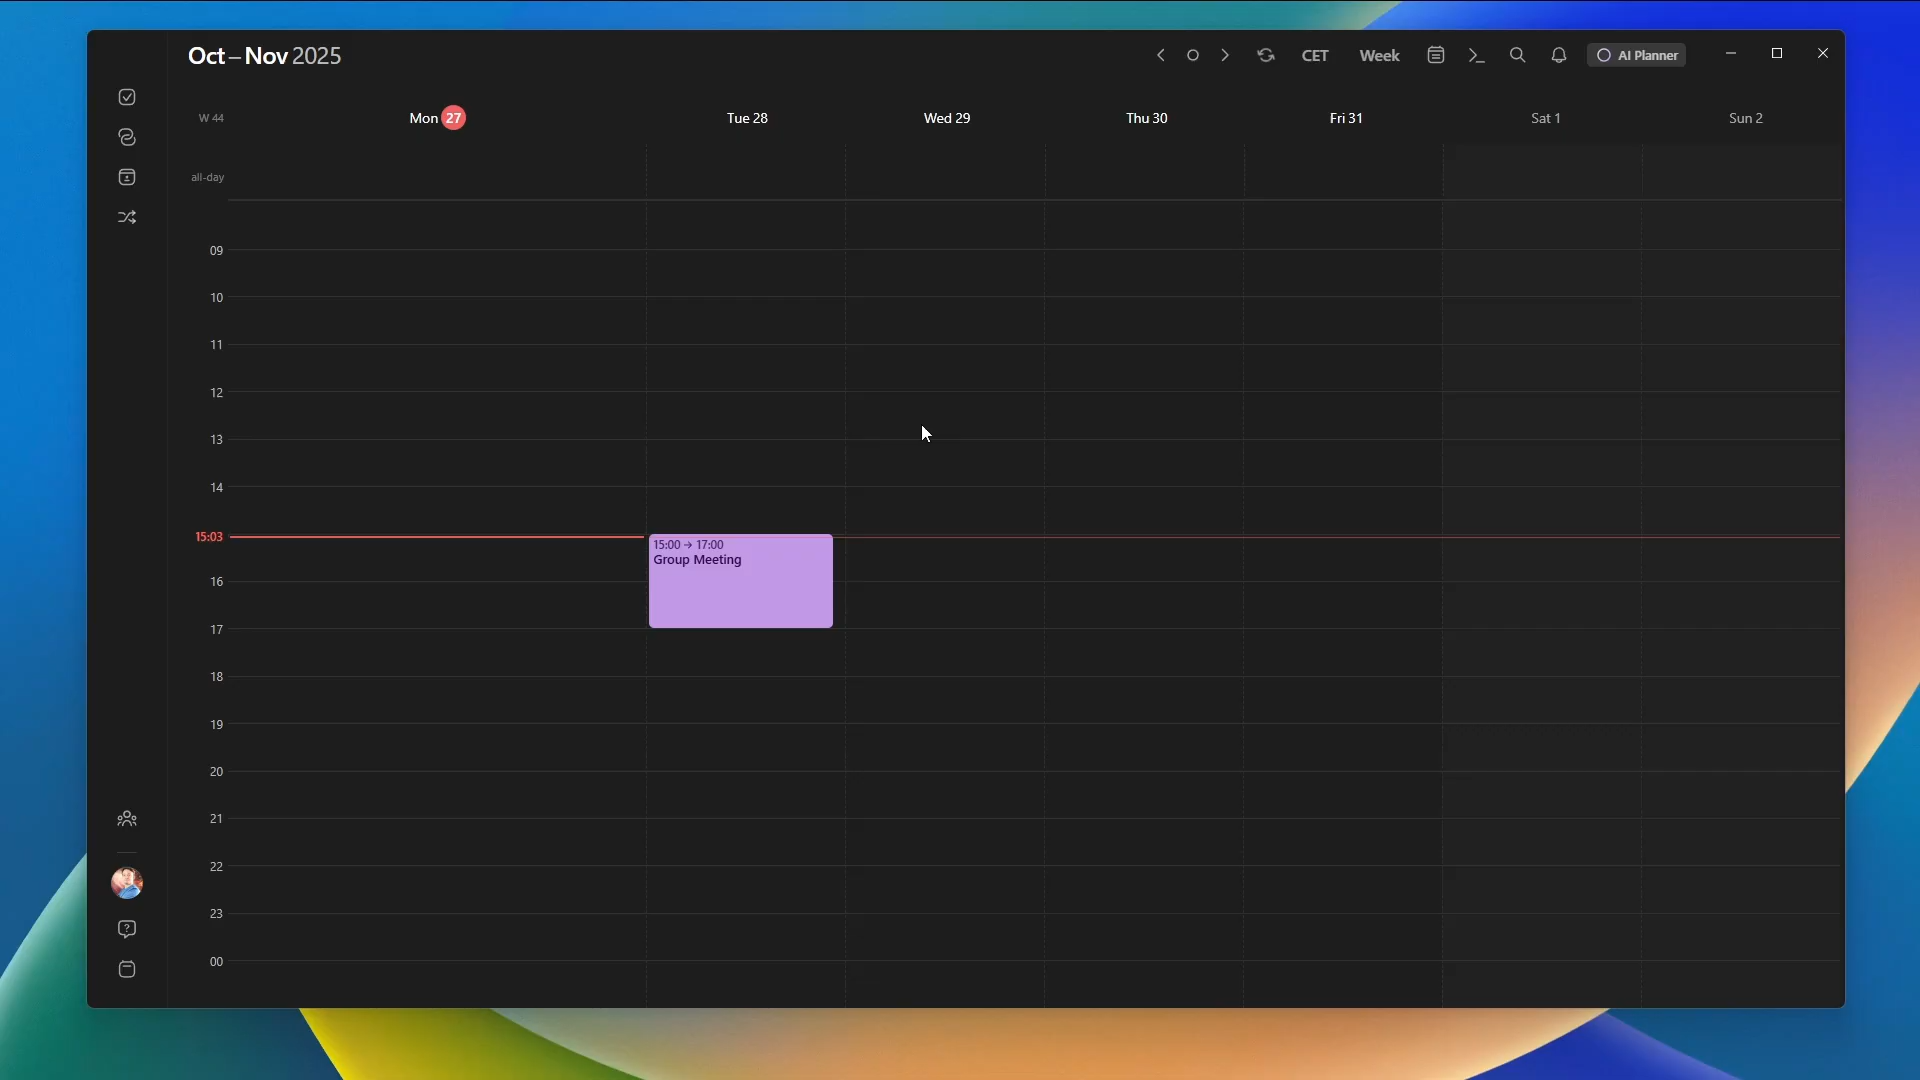 Oct – Nov 2025
CET
Week
AI Planner
W 44
Mon 27
Tue 28
Wed 29
Thu 30
Fri 31
Sat 1
Sun 2
all-day
09
10
11
12
13
14
15:03
15:00 → 17:00
Group Meeting
16
17
18
19
20
21
22
23
00